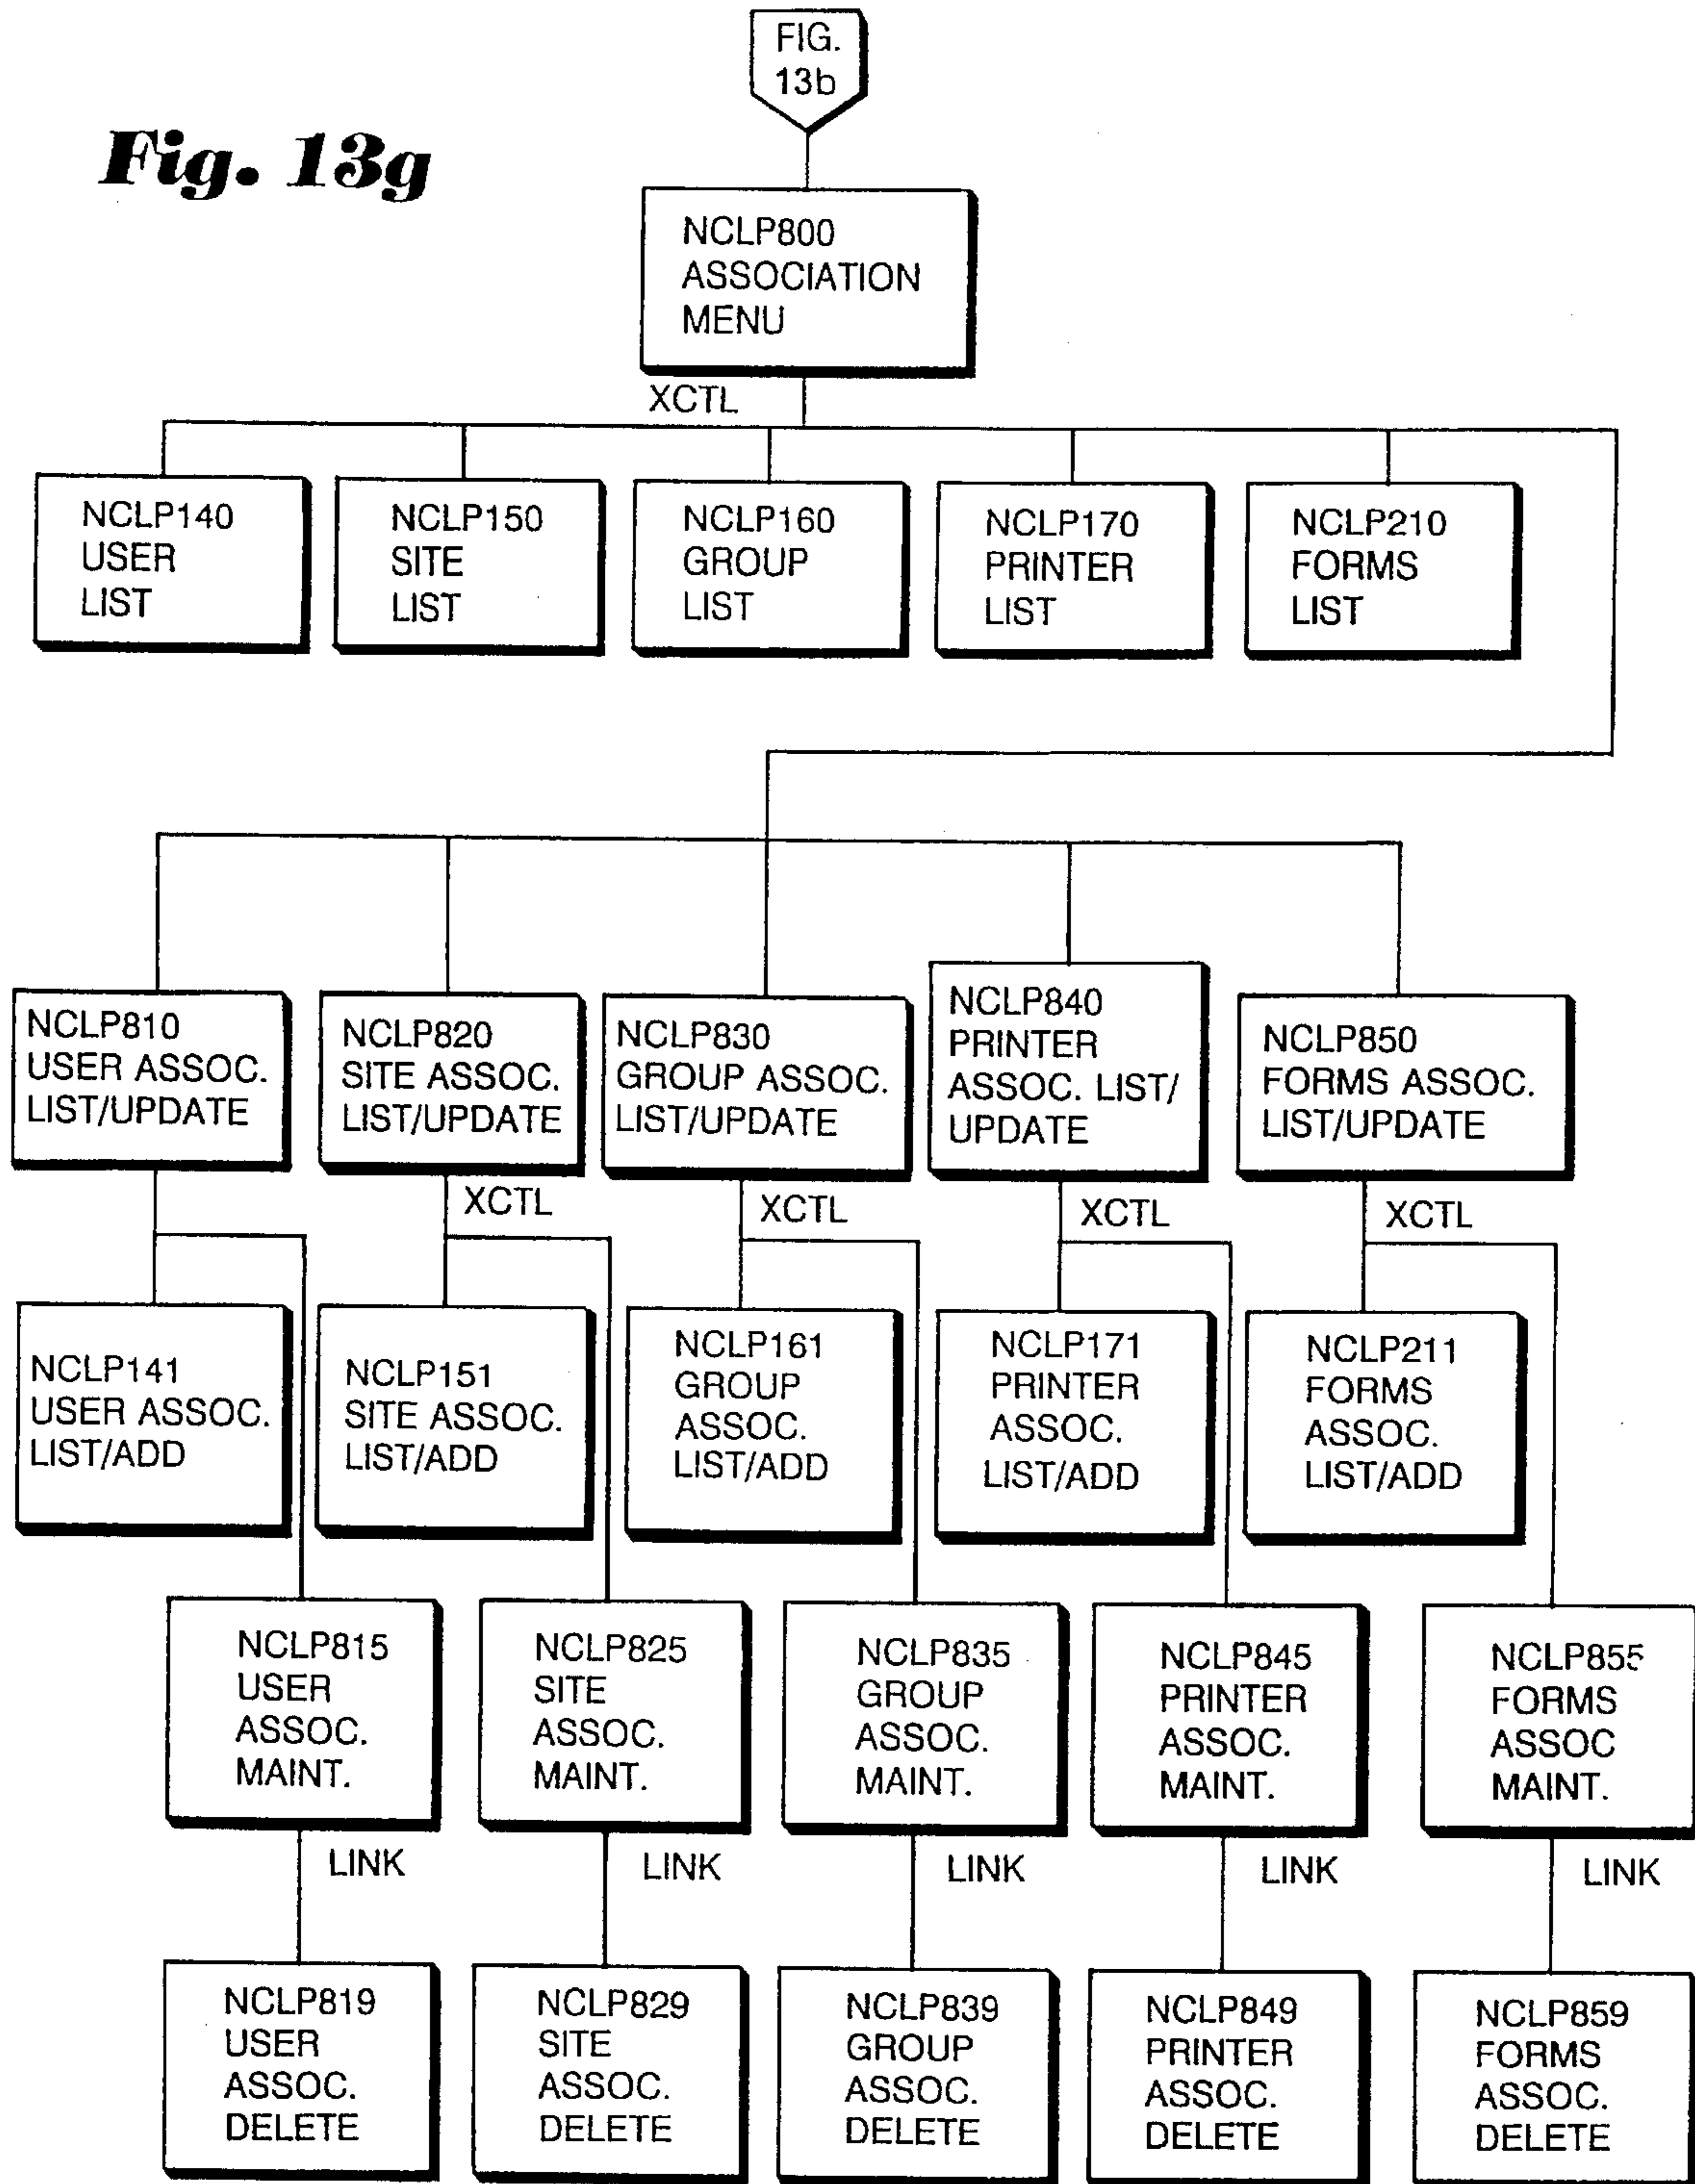 FIG.
13b
Fig. 13g
NCLP800
ASSOCIATION
MENU
XCTL
NCLP140
USER
LIST
NCLP150
SITE
LIST
NCLP160
GROUP
LIST
NCLP170
PRINTER
LIST
NCLP210
FORMS
LIST
NCLP810
USER ASSOC.
LIST/UPDATE
NCLP820
SITE ASSOC.
LIST/UPDATE
NCLP830
GROUP ASSOC.
LIST/UPDATE
NCLP840
PRINTER
ASSOC. LIST/
UPDATE
NCLP850
FORMS ASSOC.
LIST/UPDATE
XCTL
XCTL
XCTL
XCTL
NCLP141
USER ASSOC.
LIST/ADD
NCLP151
SITE ASSOC.
LIST/ADD
NCLP161
GROUP
ASSOC.
LIST/ADD
NCLP171
PRINTER
ASSOC.
LIST/ADD
NCLP211
FORMS
ASSOC.
LIST/ADD
NCLP815
USER
ASSOC.
MAINT.
NCLP825
SITE
ASSOC.
MAINT.
NCLP835
GROUP
ASSOC.
MAINT.
NCLP845
PRINTER
ASSOC.
MAINT.
NCLP855
FORMS
ASSOC
MAINT.
LINK
LINK
LINK
LINK
LINK
NCLP819
USER
ASSOC.
DELETE
NCLP829
SITE
ASSOC.
DELETE
NCLP839
GROUP
ASSOC.
DELETE
NCLP849
PRINTER
ASSOC.
DELETE
NCLP859
FORMS
ASSOC.
DELETE